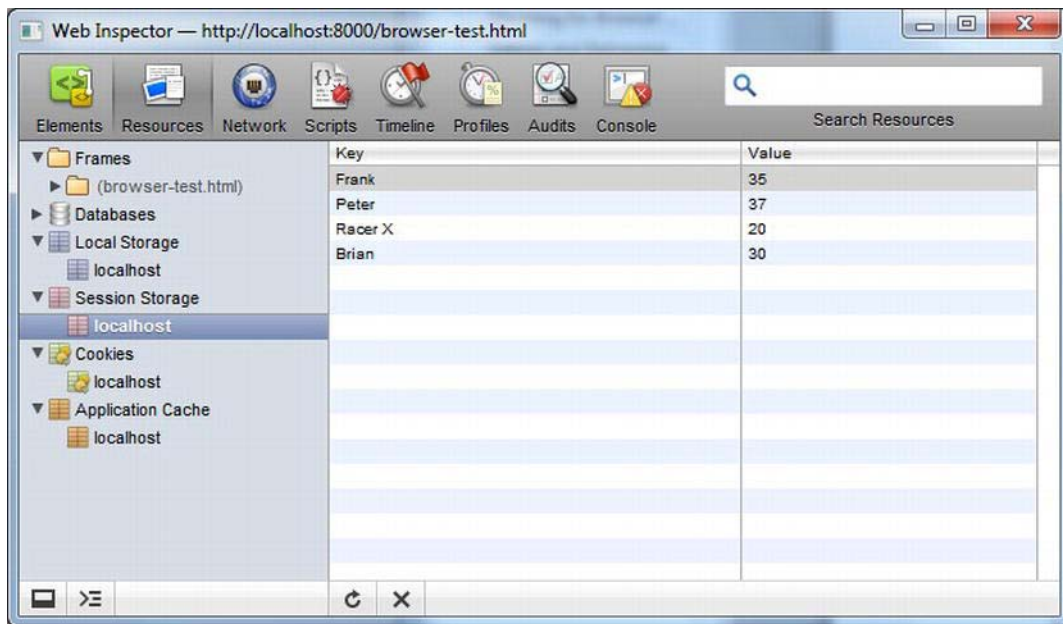 Web Inspector — http://localhost:8000/browser-test.html
Elements Resources Network Scripts Timeline Profiles Audits Console Search Resources
Frames
(browser-test.html)
Databases
Local Storage
localhost
Session Storage
localhost
Cookies
localhost
Application Cache
localhost
Key Value
Frank 35
Peter 37
Racer X 20
Brian 30